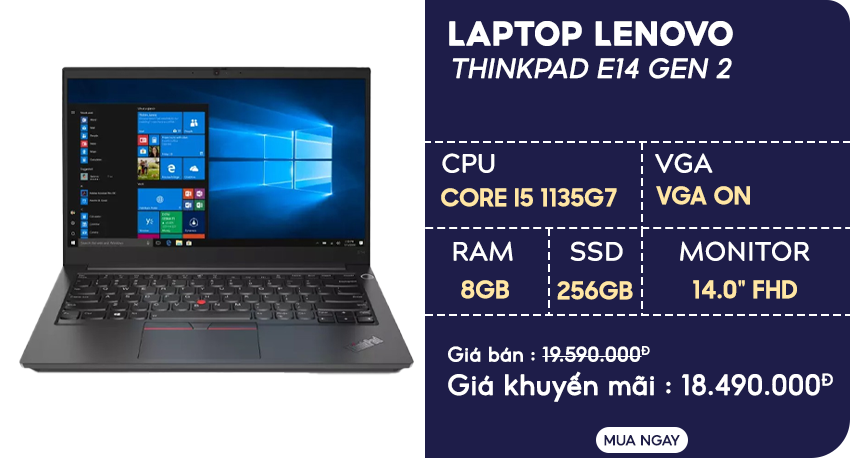 LAPTOP LENOVO
THINKPAD E14 GEN 2
CPU
CORE I5 1135G7
VGA
VGA ON
RAM
8GB
SSD
256GB
MONITOR
14.0" FHD
Giá bán : 19.590.000Đ
Giá khuyến mãi : 18.490.000Đ
MUA NGAY